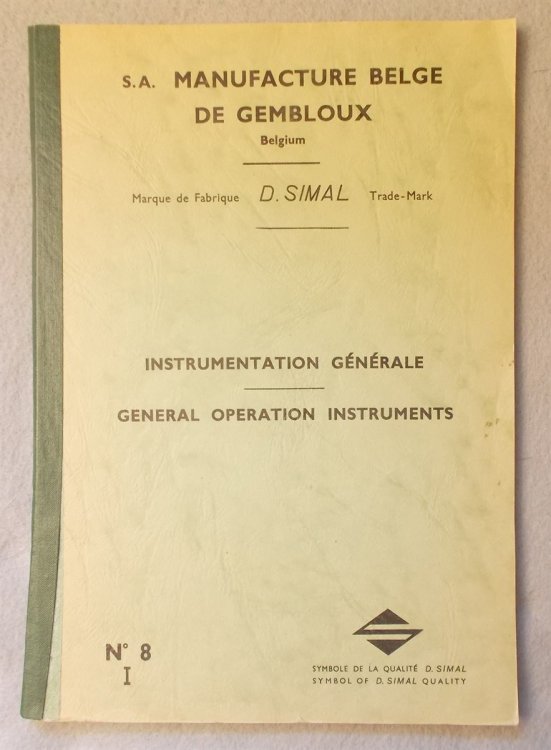 S.A. MANUFACTURE BELGE
DE GEMBLOUX
Belgium
Marque de Fabrique D. SIMAL Trade-Mark
INSTRUMENTATION GÉNÉRALE
GENERAL OPERATION INSTRUMENTS
N° 8
I
SYMBOLE DE LA QUALITÉ D. SIMAL
SYMBOL OF D. SIMAL QUALITY